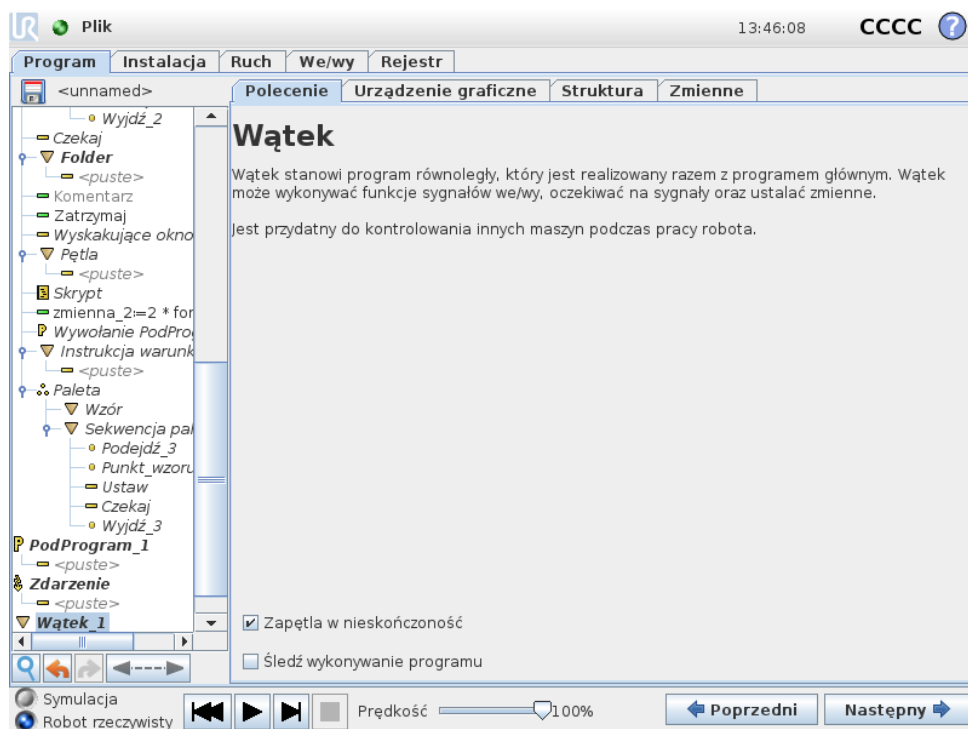 Plik
13:46:08
CCCC
?
Program Instalacja Ruch We/wy Rejestr
<unnamed>
Polecenie Urządzenie graficzne Struktura Zmienne
Wyjdź_2
Czekaj
Folder
<puste>
Komentarz
Zatrzymaj
Wyskakujące okno
Pętla
<puste>
Skrypt
zmienna_2:=2 * for
Wywołanie PodPro
Instrukcja warunk
<puste>
Paleta
Wzór
Sekwencja pal
Podejdź_3
Punkt_wzoru
Ustaw
Czekaj
Wyjdź_3
PodProgram_1
<puste>
Zdarzenie
<puste>
Wątek_1
Wątek
Wątek stanowi program równoległy, który jest realizowany razem z programem głównym. Wątek
może wykonywać funkcje sygnałów we/wy, oczekiwać na sygnały oraz ustalać zmienne.
Jest przydatny do kontrolowania innych maszyn podczas pracy robota.
Zapętla w nieskończoność
Śledź wykonywanie programu
Symulacja
Robot rzeczywisty
Prędkość 100%
Poprzedni
Następny